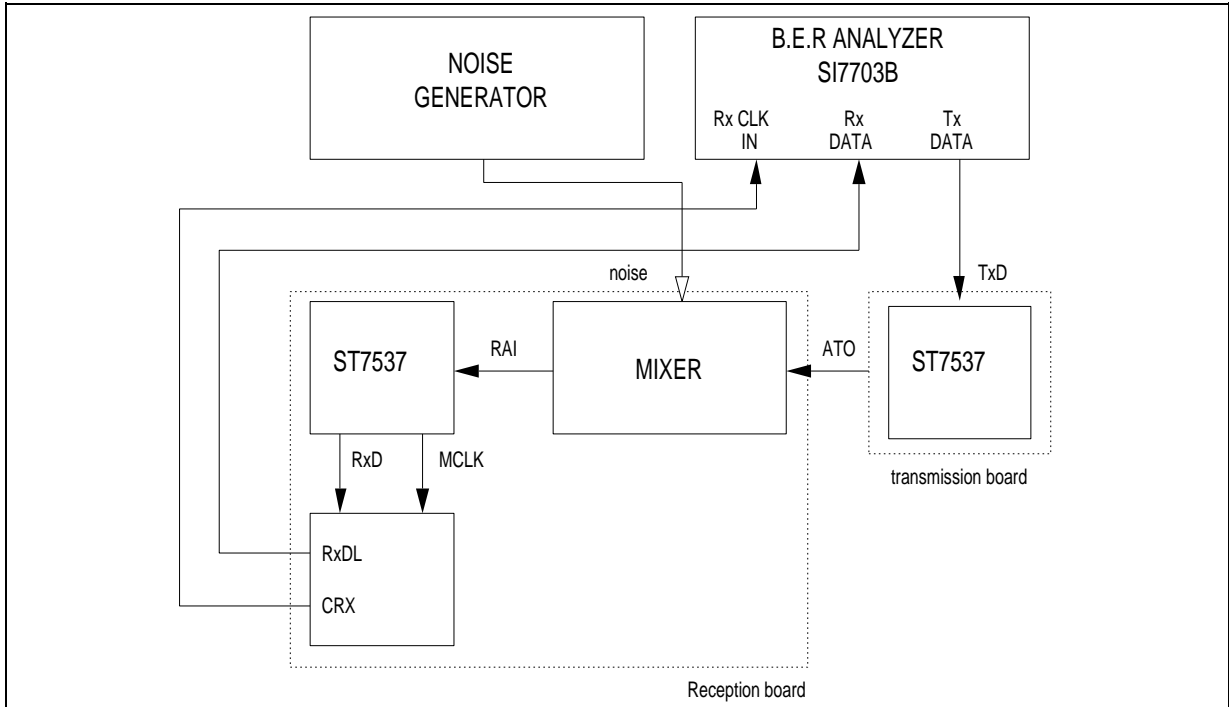 NOISE
GENERATOR
B.E.R ANALYZER
SI7703B
Rx CLK
IN
Rx
DATA
Tx
DATA
noise
TxD
ST7537
RAI
MIXER
ATO
ST7537
RxD
MCLK
transmission board
RxDL
CRX
Reception board